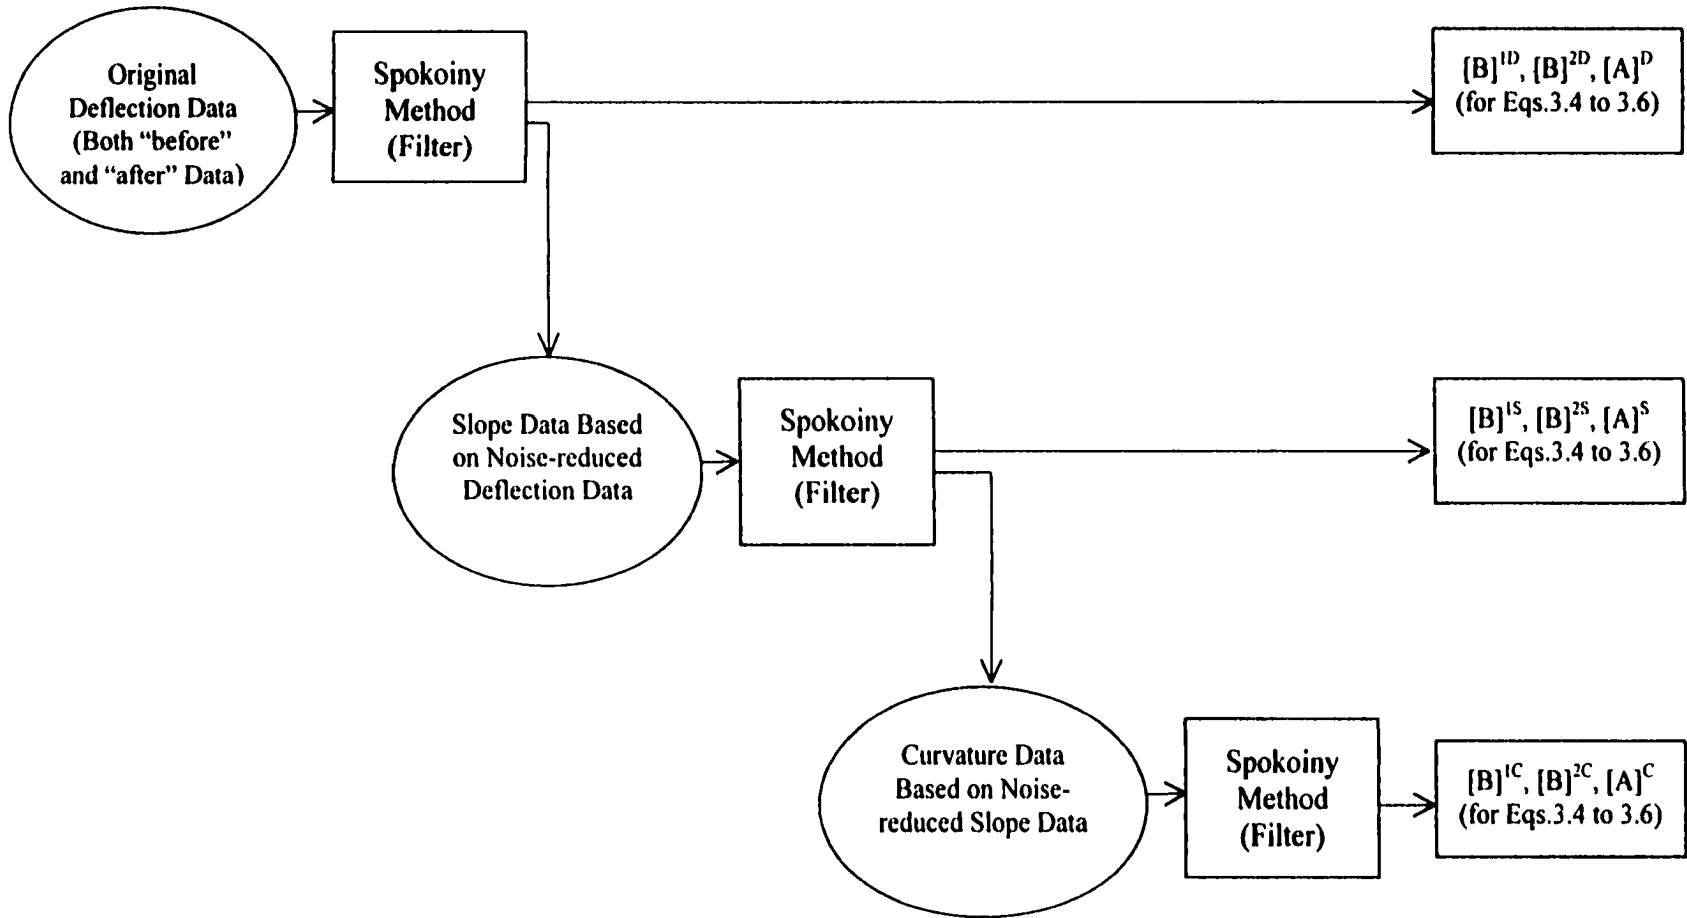 Original
Deflection Data
(Both “before”
and “after” Data)
Spokoiny
Method
(Filter)
[B]^1D, [B]^2D, [A]^D
(for Eqs.3.4 to 3.6)
Slope Data Based
on Noise-reduced
Deflection Data
Spokoiny
Method
(Filter)
[B]^1S, [B]^2S, [A]^S
(for Eqs.3.4 to 3.6)
Curvature Data
Based on Noise-
reduced Slope Data
Spokoiny
Method
(Filter)
[B]^1C, [B]^2C, [A]^C
(for Eqs.3.4 to 3.6)